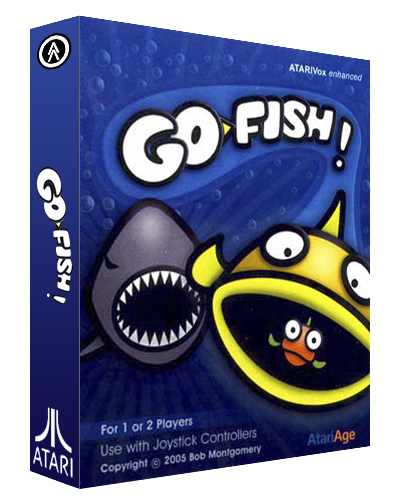 ATARIVox enhanced
GO FISH!
For 1 or 2 Players
Use with Joystick Controllers
Copyright © 2005 Bob Montgomery
AtariAge
GO FISH!
ATARI